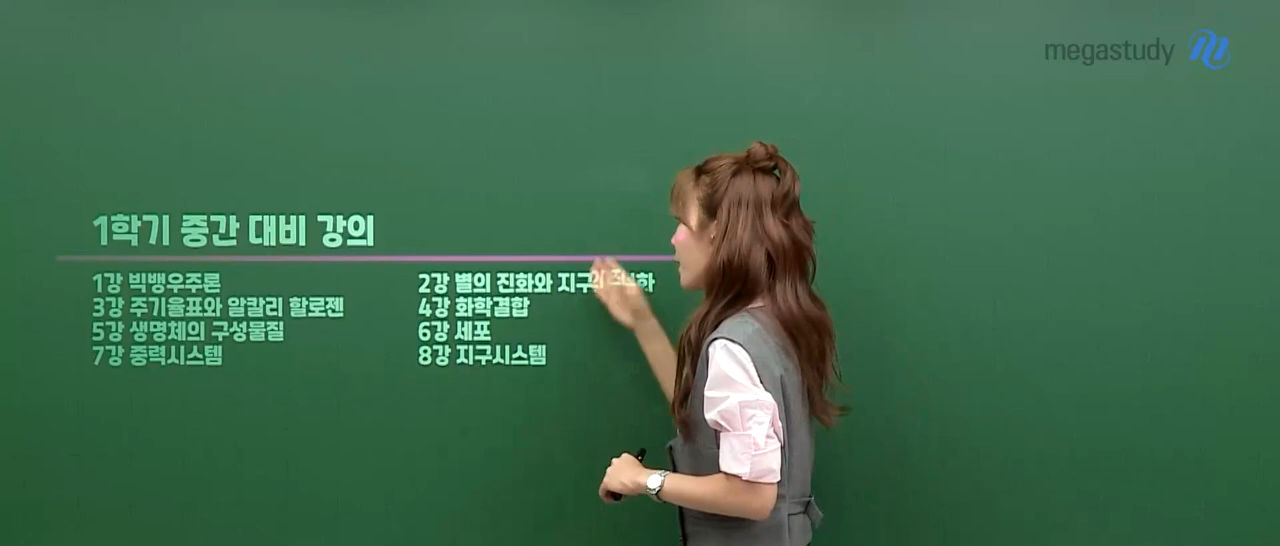 megastudy
1학기 중간 대비 강의
1강 빅뱅우주론
2강 별의 진화와 지구의
3강 주기율표와 알칼리 할로젠
4강 화학결합
5강 생명체의 구성물질
6강 세포
7강 중력시스템
8강 지구시스템